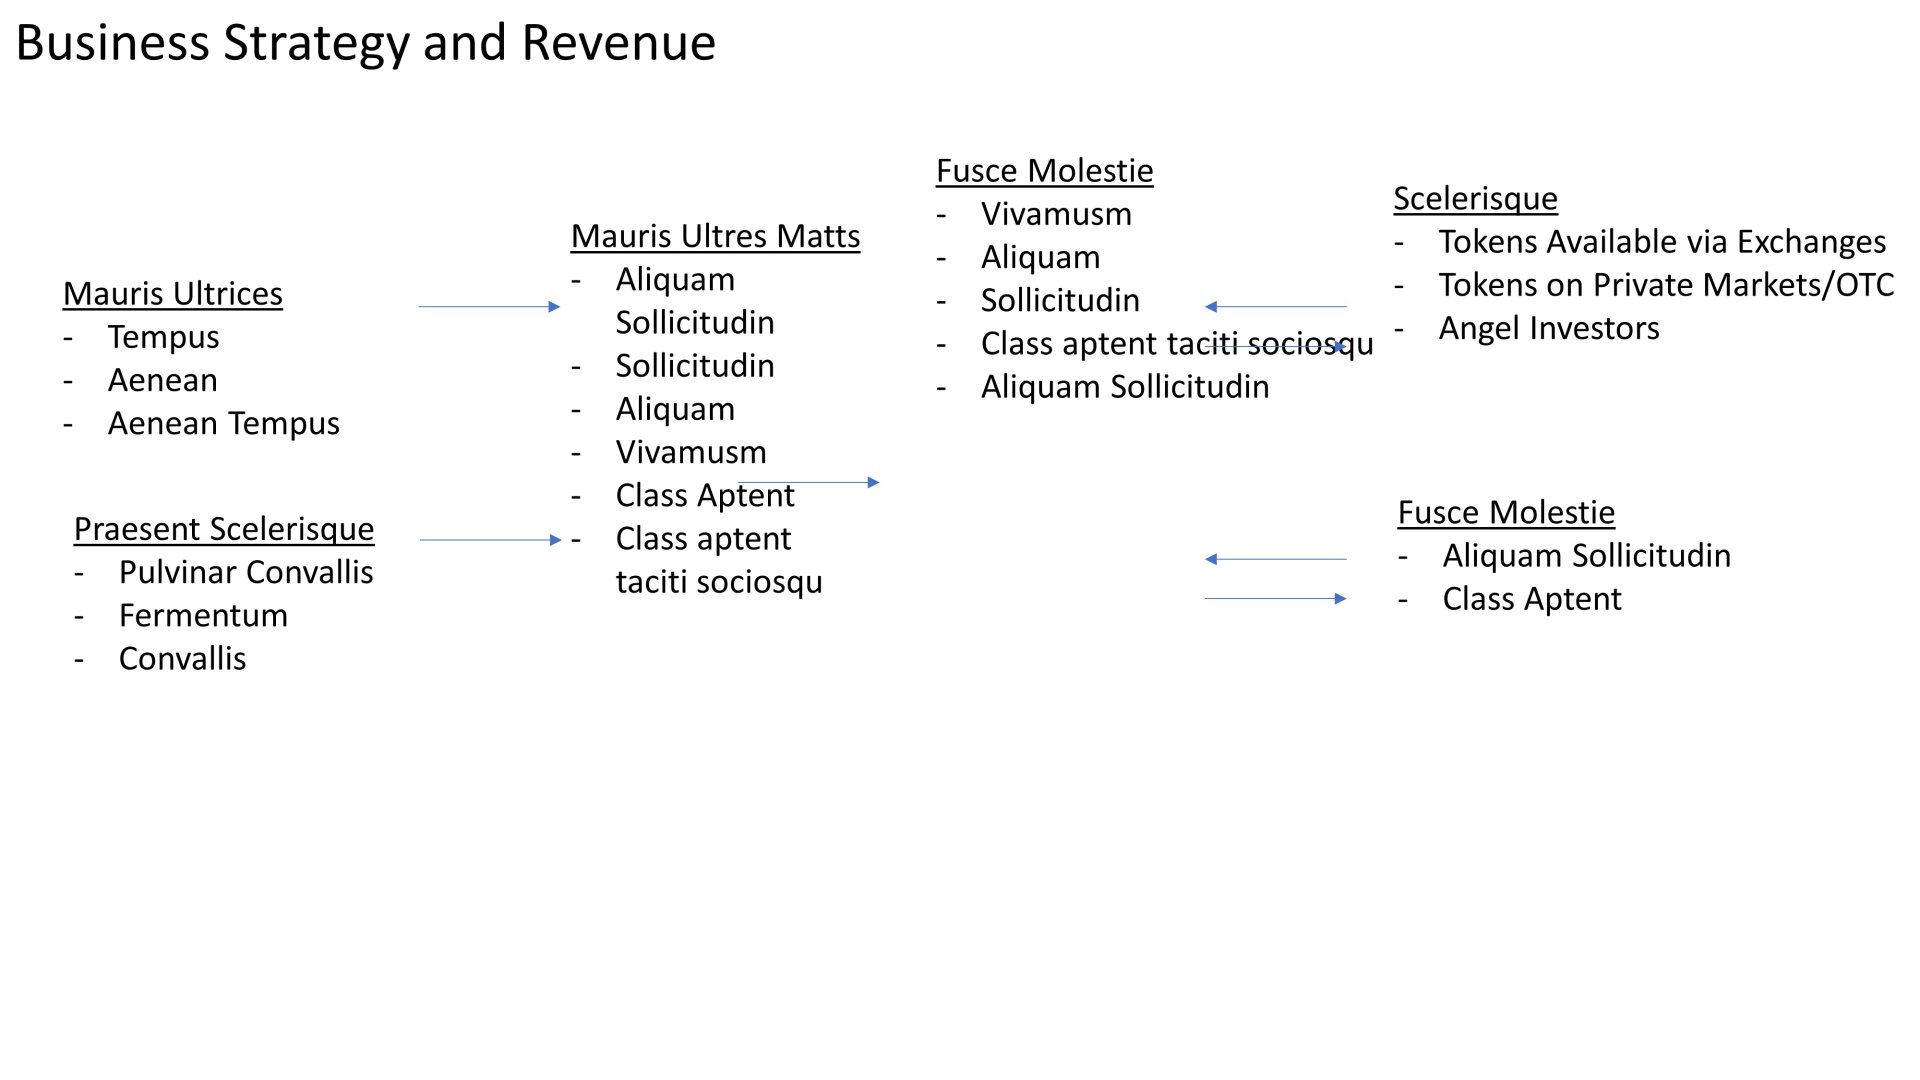 Business Strategy and Revenue
Mauris Ultrices
- Tempus
- Aenean
- Aenean Tempus
Praesent Scelerisque
- Pulvinar Convallis
- Fermentum
- Convallis
Mauris Ultres Matts
- Aliquam
Sollicitudin
- Sollicitudin
- Aliquam
- Vivamusm
- Class Aptent
- Class aptent
taciti sociosqu
Fusce Molestie
- Vivamusm
- Aliquam
- Sollicitudin
- Class aptent taciti sociosqu
- Aliquam Sollicitudin
Scelerisque
- Tokens Available via Exchanges
- Tokens on Private Markets/OTC
- Angel Investors
Fusce Molestie
- Aliquam Sollicitudin
- Class Aptent